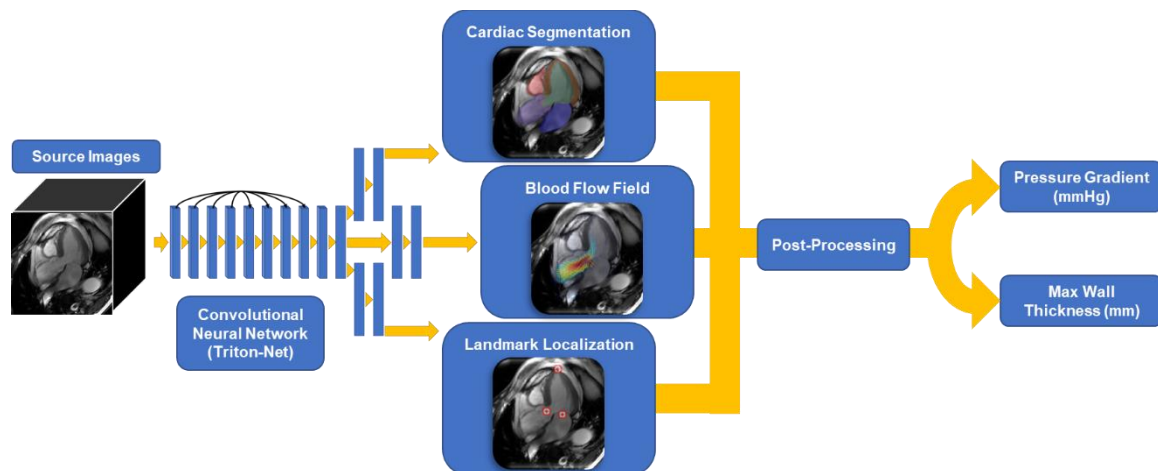 Source Images
Convolutional
Neural Network
(Triton-Net)
Cardiac Segmentation
Blood Flow Field
Landmark Localization
Post-Processing
Pressure Gradient
(mmHg)
Max Wall
Thickness (mm)